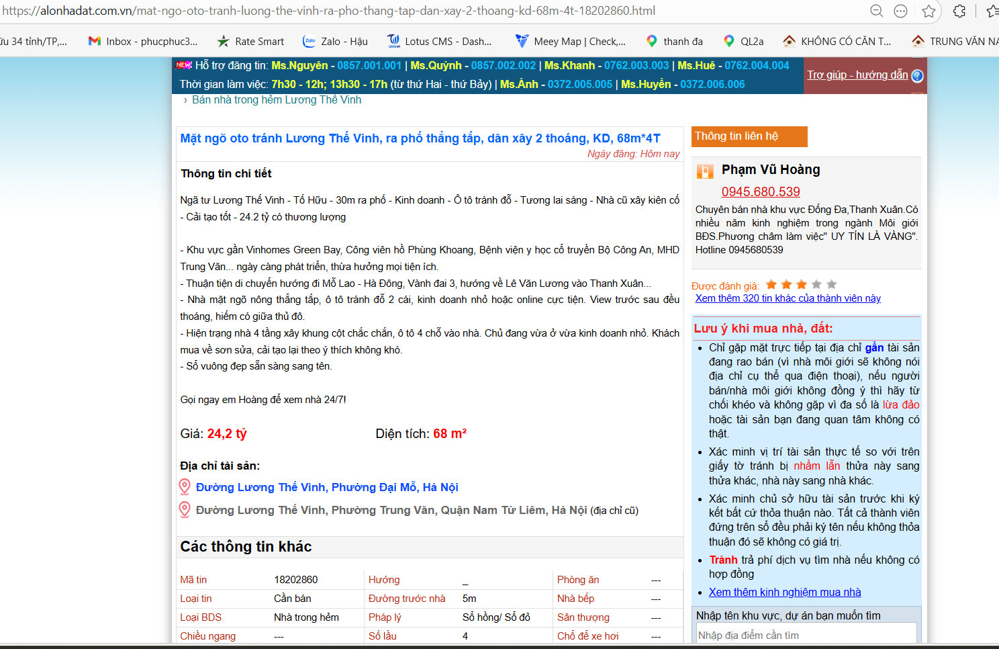 https://alonhadat.com.vn/mat-ngo-oto-tranh-luong-the-vinh-ra-pho-thang-tap-dan-xay-2-thoang-kd-68m-4t-18202860.html
ứu 34 tỉnh/TP,...
Inbox - phucphuc3...
Rate Smart
Zalo - Hậu
Lotus CMS - Dash...
Meey Map | Check,...
thanh đa
QL2a
KHÔNG CÓ CĂN T...
TRUNG VĂN NA
NEW Hỗ trợ đăng tin: Ms.Nguyên - 0857.001.001 | Ms.Quỳnh - 0857.002.002 | Ms.Khanh - 0762.003.003 | Ms.Huê - 0762.004.004
Thời gian làm việc: 7h30 - 12h; 13h30 - 17h (từ thứ Hai - thứ Bảy) | Ms.Ánh - 0372.005.005 | Ms.Huyền - 0372.006.006
Trợ giúp - hướng dẫn
› Bán nhà trong hẻm Lương Thế Vinh
Mặt ngõ oto tránh Lương Thế Vinh, ra phố thẳng tắp, dân xây 2 thoáng, KD, 68m*4T
Ngày đăng: Hôm nay
Thông tin chi tiết
Ngã tư Lương Thế Vinh - Tố Hữu - 30m ra phố - Kinh doanh - Ô tô tránh đỗ - Tương lai sáng - Nhà cũ xây kiên cố
- Cải tạo tốt - 24.2 tỷ có thương lượng
- Khu vực gần Vinhomes Green Bay, Công viên hồ Phùng Khoang, Bệnh viện y học cổ truyền Bộ Công An, MHD
Trung Văn... ngày càng phát triển, thừa hưởng mọi tiện ích.
- Thuận tiện di chuyển hướng đi Mỗ Lao - Hà Đông, Vành đai 3, hướng về Lê Văn Lương vào Thanh Xuân...
- Nhà mặt ngõ nông thẳng tắp, ô tô tránh đỗ 2 cái, kinh doanh nhỏ hoặc online cực tiện. View trước sau đều
thoáng, hiếm có giữa thủ đô.
- Hiện trạng nhà 4 tầng xây khung cột chắc chắn, ô tô 4 chỗ vào nhà. Chủ đang vừa ở vừa kinh doanh nhỏ. Khách
mua về sơn sửa, cải tạo lại theo ý thích không khó.
- Sổ vuông đẹp sẵn sàng sang tên.
Gọi ngay em Hoàng để xem nhà 24/7!
Giá: 24,2 tỷ
Diện tích: 68 m²
Địa chỉ tài sản:
Đường Lương Thế Vinh, Phường Đại Mỗ, Hà Nội
Đường Lương Thế Vinh, Phường Trung Văn, Quận Nam Từ Liêm, Hà Nội (địa chỉ cũ)
Các thông tin khác
Mã tin 18202860 Hướng _ Phòng ăn ---
Loại tin Cần bán Đường trước nhà 5m Nhà bếp ---
Loại BDS Nhà trong hẻm Pháp lý Sổ hồng/ Sổ đỏ Sân thượng ---
Chiều ngang --- Số lầu 4 Chổ để xe hơi ---
Thông tin liên hệ
Phạm Vũ Hoàng
0945.680.539
Chuyên bán nhà khu vực Đống Đa,Thanh Xuân.Có
nhiều năm kinh nghiệm trong ngành Môi giới
BĐS.Phương châm làm việc" UY TÍN LÀ VÀNG".
Hotline 0945680539
Được đánh giá:
Xem thêm 320 tin khác của thành viên này
Lưu ý khi mua nhà, đất:
• Chỉ gặp mặt trực tiếp tại địa chỉ gần tài sản
đang rao bán (vì nhà môi giới sẽ không nói
địa chỉ cụ thể qua điện thoại), nếu người
bán/nhà môi giới không đồng ý thì hãy từ
chối khéo và không gặp vì đa số là lừa đảo
hoặc tài sản bạn đang quan tâm không có
thật.
• Xác minh vị trí tài sản thực tế so với trên
giấy tờ tránh bị nhầm lẫn thửa này sang
thửa khác, nhà này sang nhà khác.
• Xác minh chủ sở hữu tài sản trước khi ký
kết bất cứ thỏa thuận nào. Tất cả thành viên
đứng trên sổ đều phải ký tên nếu không thỏa
thuận đó sẽ không có giá trị.
• Tránh trả phí dịch vụ tìm nhà nếu không có
hợp đồng
• Xem thêm kinh nghiệm mua nhà
Nhập tên khu vực, dự án bạn muốn tìm
Nhập địa điểm cần tìm